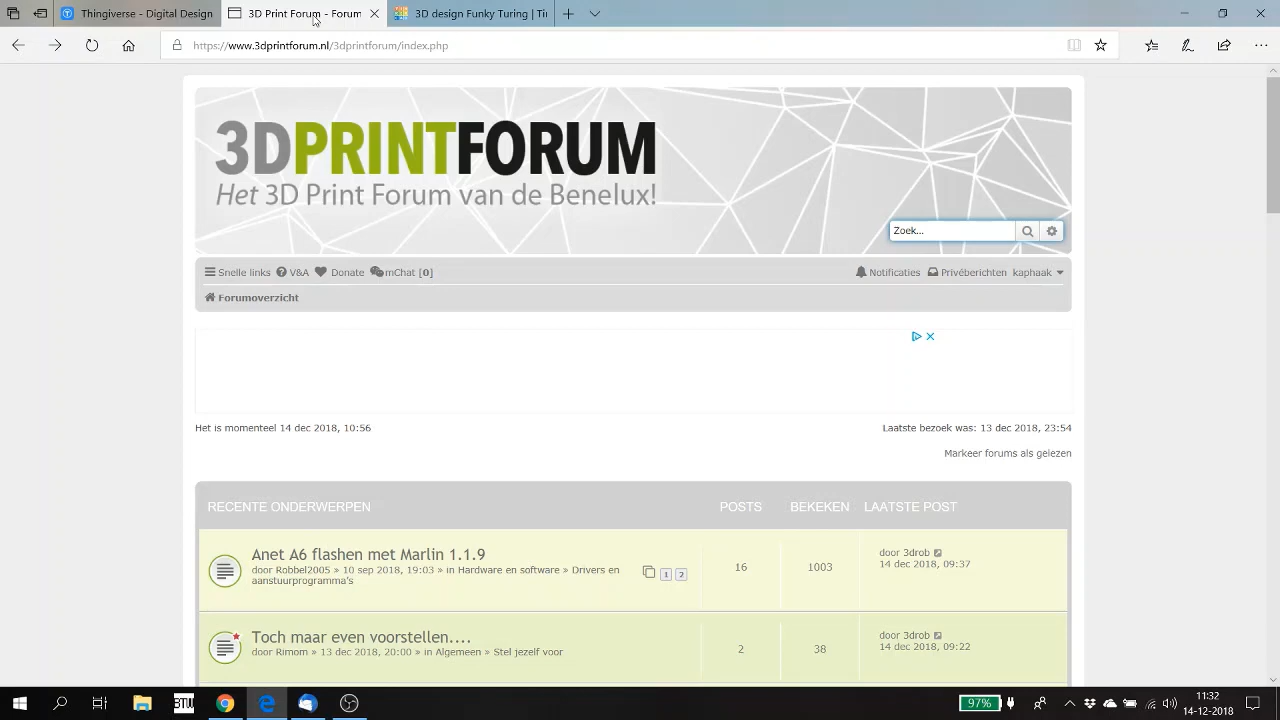 Thingiverse - Digital Desig
3D Print Forum - Forumo
3D design Funky Turing | Ti
https://www.3dprintforum.nl/3dprintforum/index.php
3DPRINTFORUM
Het 3D Print Forum van de Benelux!
Zoek...
Snelle links V&A Donate mChat [0]
Notificaties Privéberichten kaphaak
Forumoverzicht
Het is momenteel 14 dec 2018, 10:56
Laatste bezoek was: 13 dec 2018, 23:54
Markeer forums als gelezen
RECENTE ONDERWERPEN POSTS BEKEKEN LAATSTE POST
Anet A6 flashen met Marlin 1.1.9
door Robbel2005 » 10 sep 2018, 19:03 » in Hardware en software » Drivers en
aanstuurprogramma's
1 2
16
1003
door 3drob
14 dec 2018, 09:37
Toch maar even voorstellen....
door Rimom » 13 dec 2018, 20:00 » in Algemeen » Stel jezelf voor
2
38
door 3drob
14 dec 2018, 09:22
BTW
97%
11:32
14-12-2018